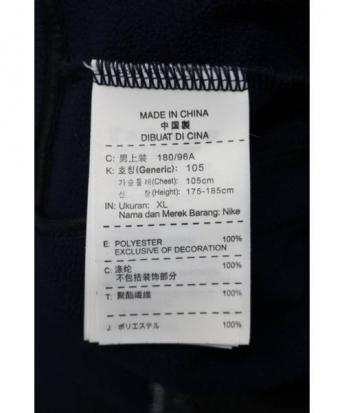 MADE IN CHINA
中国製
DIBUAT DI CINA
C: 男上装 180/96A
K: 호칭(Generic): 105
가슴둘레(Chest): 105cm
신 장(Height): 175-185cm
IN: Ukuran: XL
Nama dan Merek Barang: Nike
E: POLYESTER 100%
EXCLUSIVE OF DECORATION
C: 涤纶 100%
不包括装饰部分
T: 聚酯纖維 100%
J: ポリエステル 100%